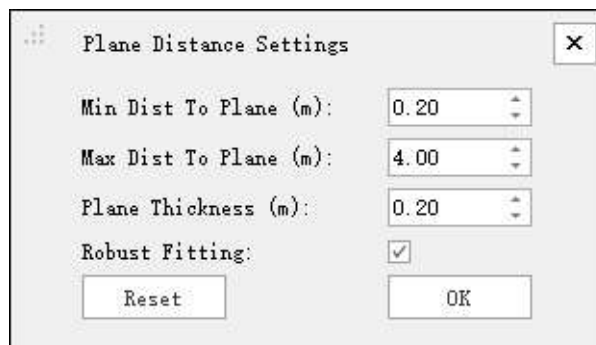 Plane Distance Settings
Min Dist To Plane (m): 0.20
Max Dist To Plane (m): 4.00
Plane Thickness (m): 0.20
Robust Fitting:
Reset OK